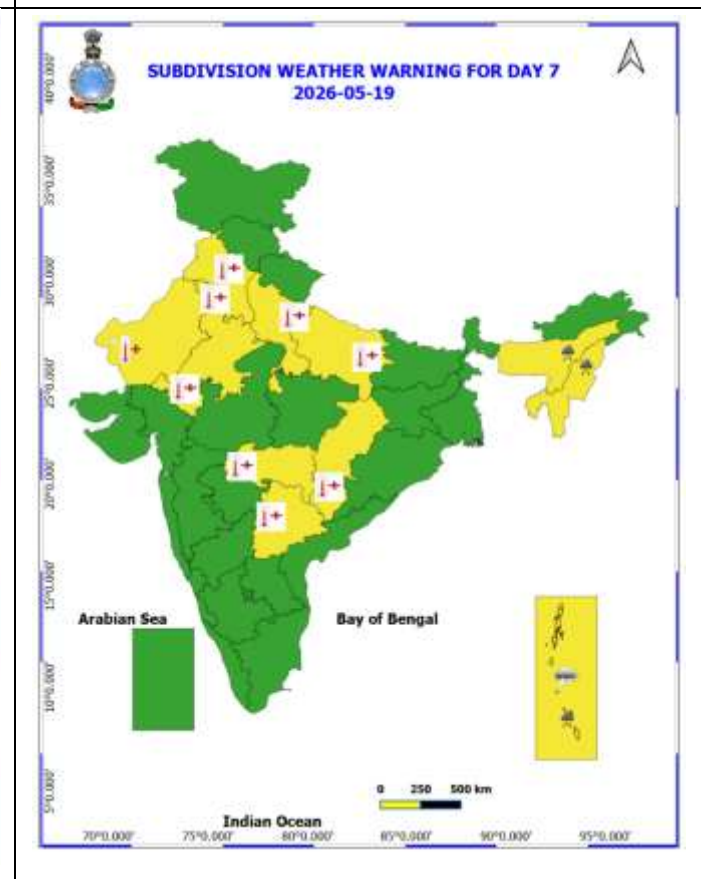 SUBDIVISION WEATHER WARNING FOR DAY 7
2026-05-19
40°0.000'
35°0.000'
30°0.000'
25°0.000'
20°0.000'
15°0.000'
10°0.000'
5°0.000'
Arabian Sea
Bay of Bengal
0 250 500 km
Indian Ocean
70°0.000' 75°0.000' 80°0.000' 85°0.000' 90°0.000' 95°0.000'